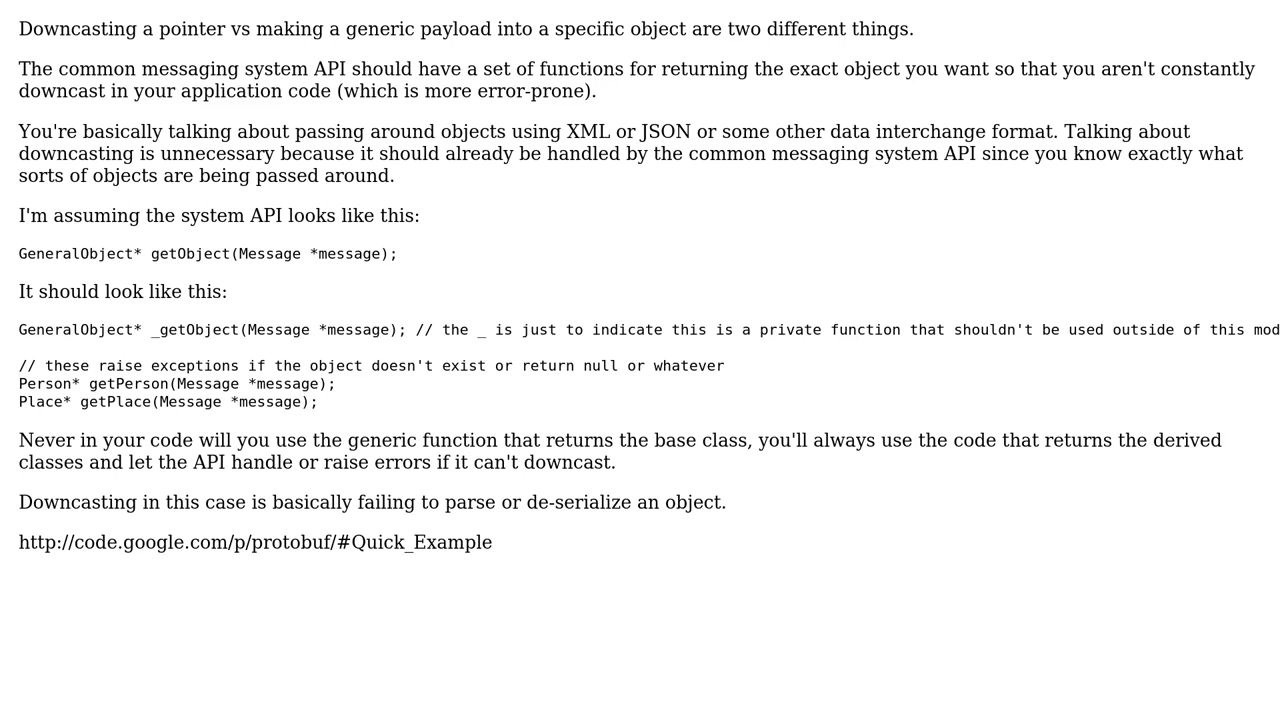 Downcasting a pointer vs making a generic payload into a specific object are two different things.
The common messaging system API should have a set of functions for returning the exact object you want so that you aren't constantly
downcast in your application code (which is more error-prone).
You're basically talking about passing around objects using XML or JSON or some other data interchange format. Talking about
downcasting is unnecessary because it should already be handled by the common messaging system API since you know exactly what
sorts of objects are being passed around.
I'm assuming the system API looks like this:
GeneralObject* getObject(Message *message);
It should look like this:
GeneralObject* _getObject(Message *message); // the _ is just to indicate this is a private function that shouldn't be used outside of this mod
// these raise exceptions if the object doesn't exist or return null or whatever
Person* getPerson(Message *message);
Place* getPlace(Message *message);
Never in your code will you use the generic function that returns the base class, you'll always use the code that returns the derived
classes and let the API handle or raise errors if it can't downcast.
Downcasting in this case is basically failing to parse or de-serialize an object.
http://code.google.com/p/protobuf/#Quick_Example